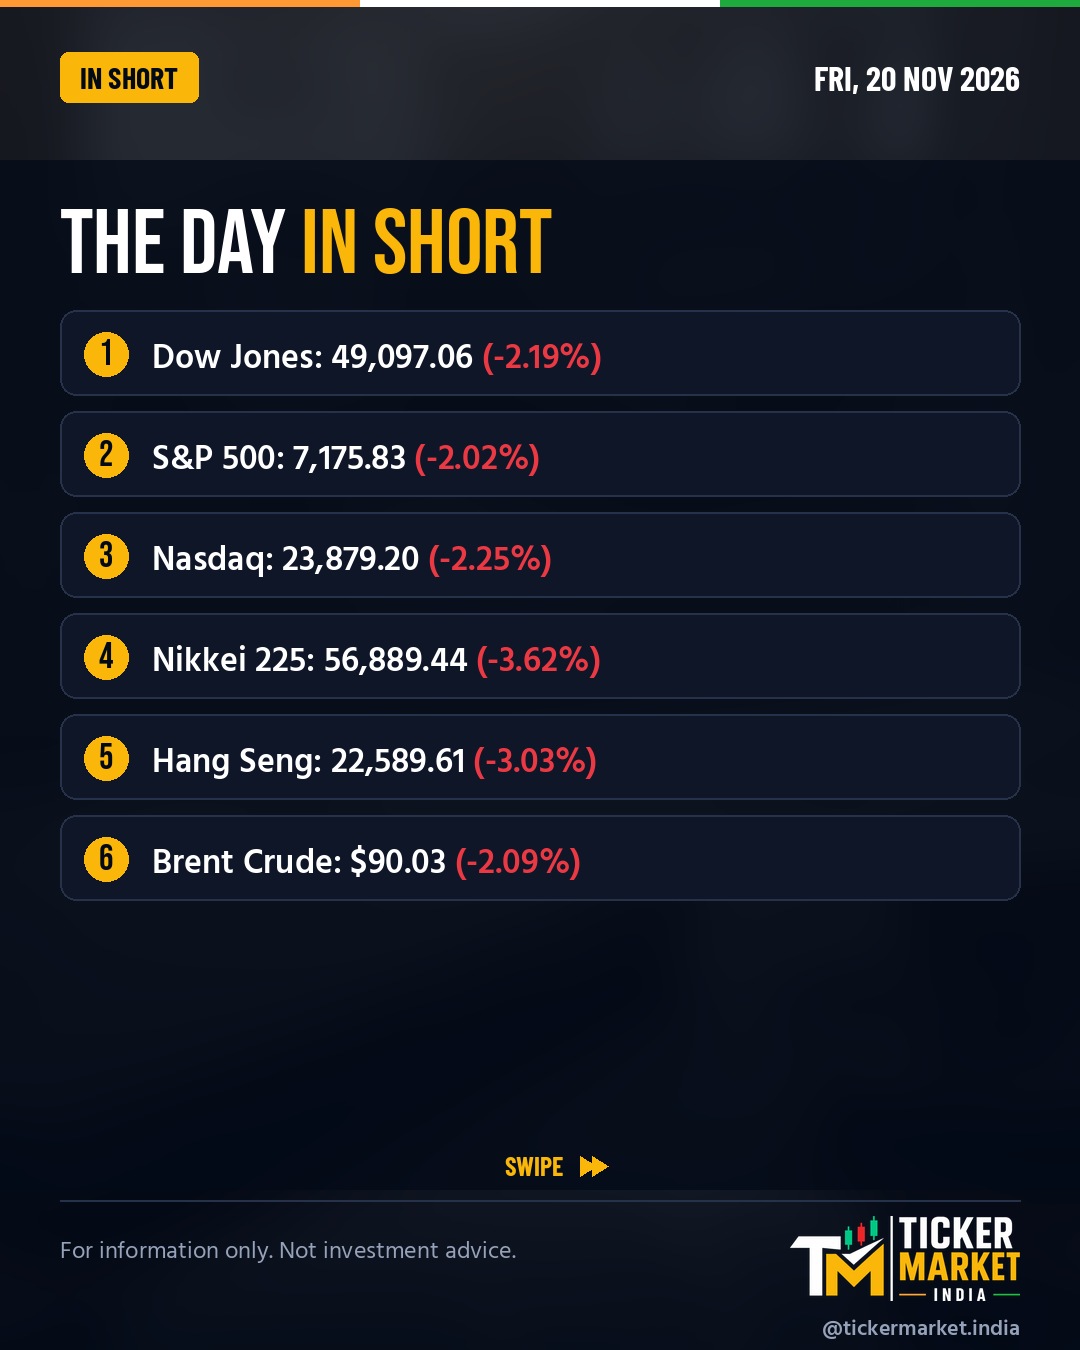 IN SHORT
FRI, 20 NOV 2026
THE DAY IN SHORT
1 Dow Jones: 49,097.06 (-2.19%)
2 S&P 500: 7,175.83 (-2.02%)
3 Nasdaq: 23,879.20 (-2.25%)
4 Nikkei 225: 56,889.44 (-3.62%)
5 Hang Seng: 22,589.61 (-3.03%)
6 Brent Crude: $90.03 (-2.09%)
SWIPE
For information only. Not investment advice.
TM
TICKER
MARKET
INDIA
@tickermarket.india